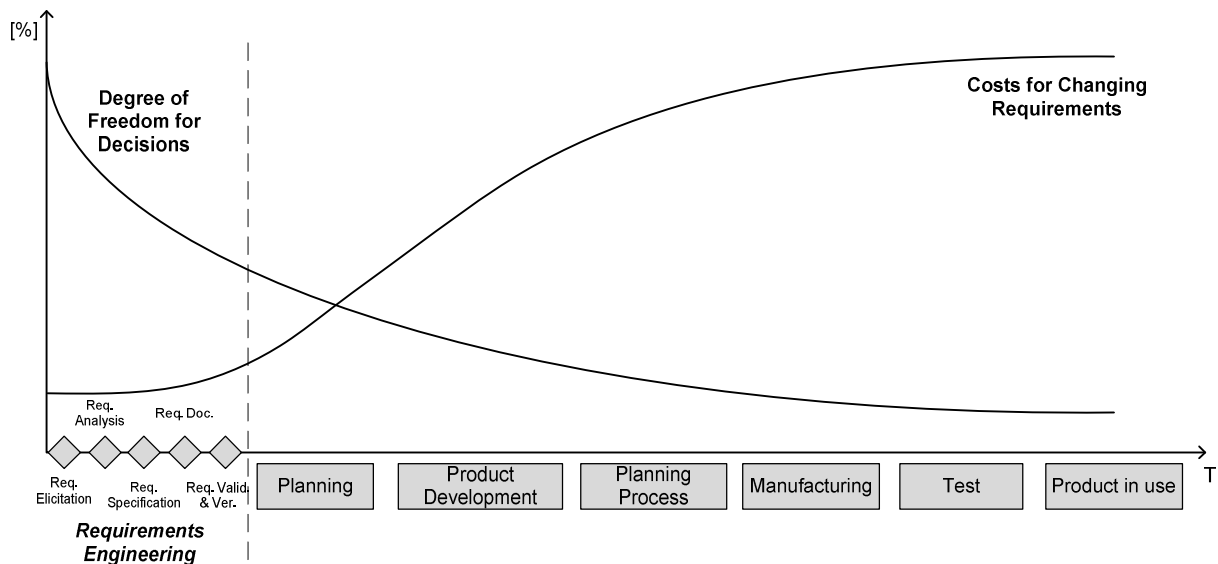 [%]
Degree of
Freedom for
Decisions
Costs for Changing
Requirements
Req.
Analysis
Req. Doc.
Req.
Elicitation
Req.
Specification
Req. Valid.
& Ver.
Requirements
Engineering
Planning
Product
Development
Planning
Process
Manufacturing
Test
Product in use
T